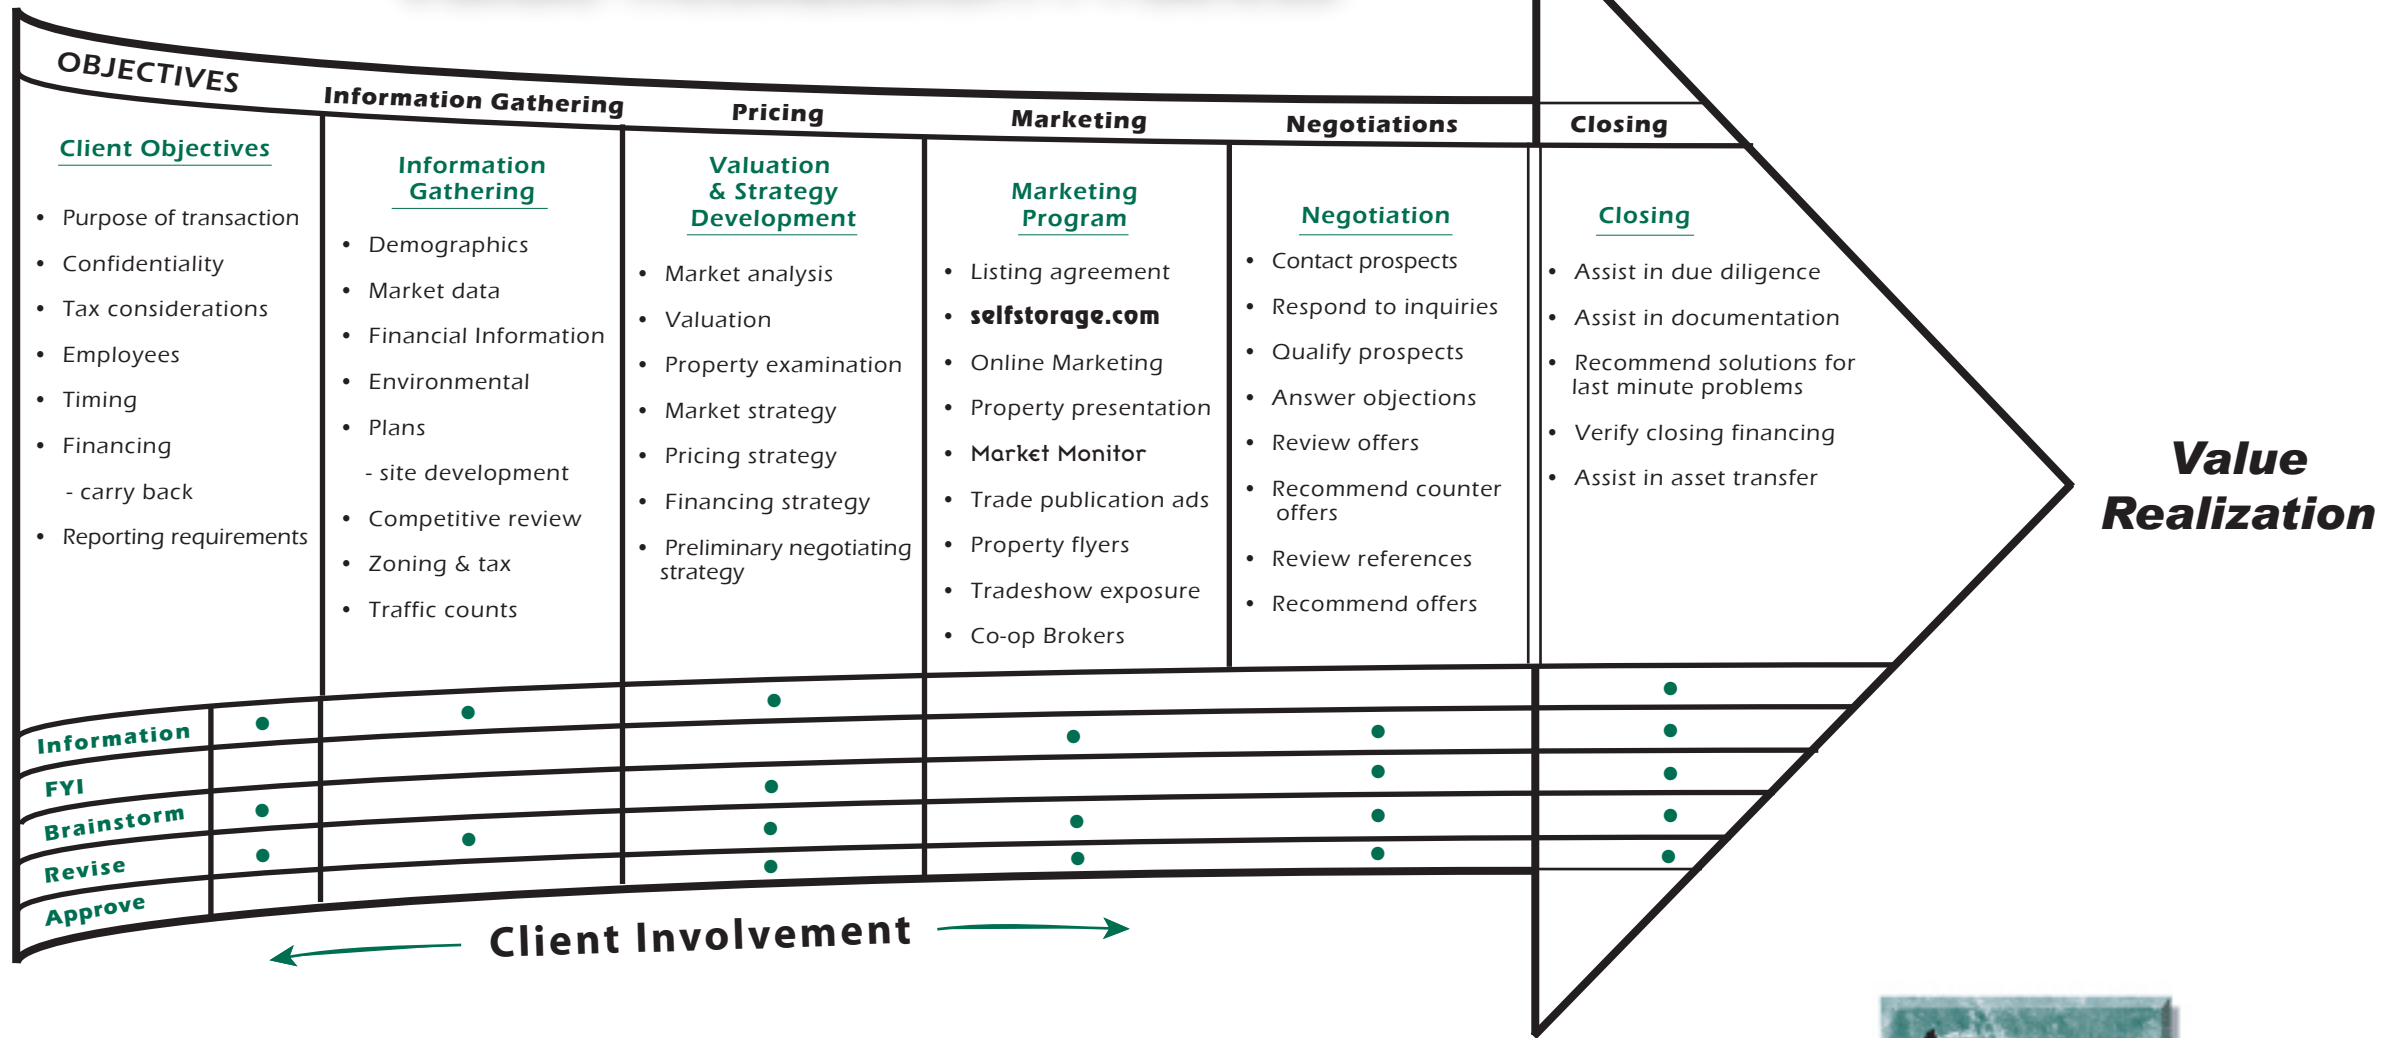 OBJECTIVES
Information Gathering
Pricing
Marketing
Negotiations
Closing
Client Objectives
• Purpose of transaction
• Confidentiality
• Tax considerations
• Employees
• Timing
• Financing
- carry back
• Reporting requirements
Information
Gathering
• Demographics
• Market data
• Financial Information
• Environmental
• Plans
- site development
• Competitive review
• Zoning & tax
• Traffic counts
Valuation
& Strategy
Development
• Market analysis
• Valuation
• Property examination
• Market strategy
• Pricing strategy
• Financing strategy
• Preliminary negotiating
strategy
Marketing
Program
• Listing agreement
• selfstorage.com
• Online Marketing
• Property presentation
• Market Monitor
• Trade publication ads
• Property flyers
• Tradeshow exposure
• Co-op Brokers
Negotiation
• Contact prospects
• Respond to inquiries
• Qualify prospects
• Answer objections
• Review offers
• Recommend counter
offers
• Review references
• Recommend offers
Closing
• Assist in due diligence
• Assist in documentation
• Recommend solutions for
last minute problems
• Verify closing financing
• Assist in asset transfer
Value
Realization
Information
FYI
Brainstorm
Revise
Approve
Client Involvement